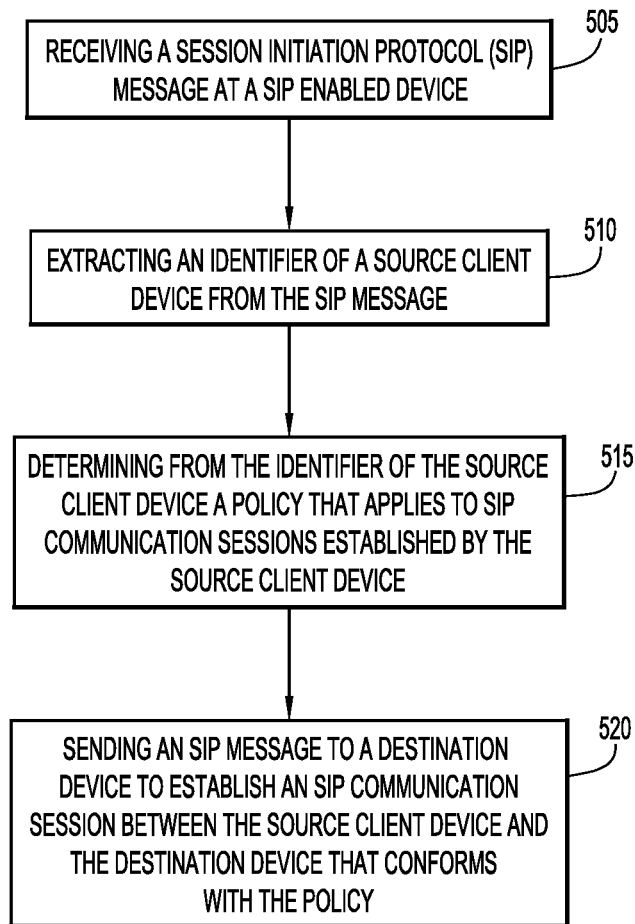 505
RECEIVING A SESSION INITIATION PROTOCOL (SIP)
MESSAGE AT A SIP ENABLED DEVICE
510
EXTRACTING AN IDENTIFIER OF A SOURCE CLIENT
DEVICE FROM THE SIP MESSAGE
515
DETERMINING FROM THE IDENTIFIER OF THE SOURCE
CLIENT DEVICE A POLICY THAT APPLIES TO SIP
COMMUNICATION SESSIONS ESTABLISHED BY THE
SOURCE CLIENT DEVICE
520
SENDING AN SIP MESSAGE TO A DESTINATION
DEVICE TO ESTABLISH AN SIP COMMUNICATION
SESSION BETWEEN THE SOURCE CLIENT DEVICE AND
THE DESTINATION DEVICE THAT CONFORMS
WITH THE POLICY